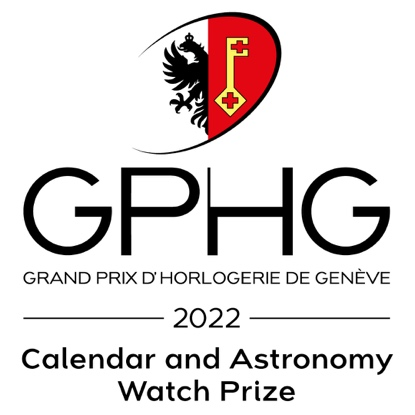 GPHG
GRAND PRIX D'HORLOGERIE DE GENÈVE
2022
Calendar and Astronomy
Watch Prize